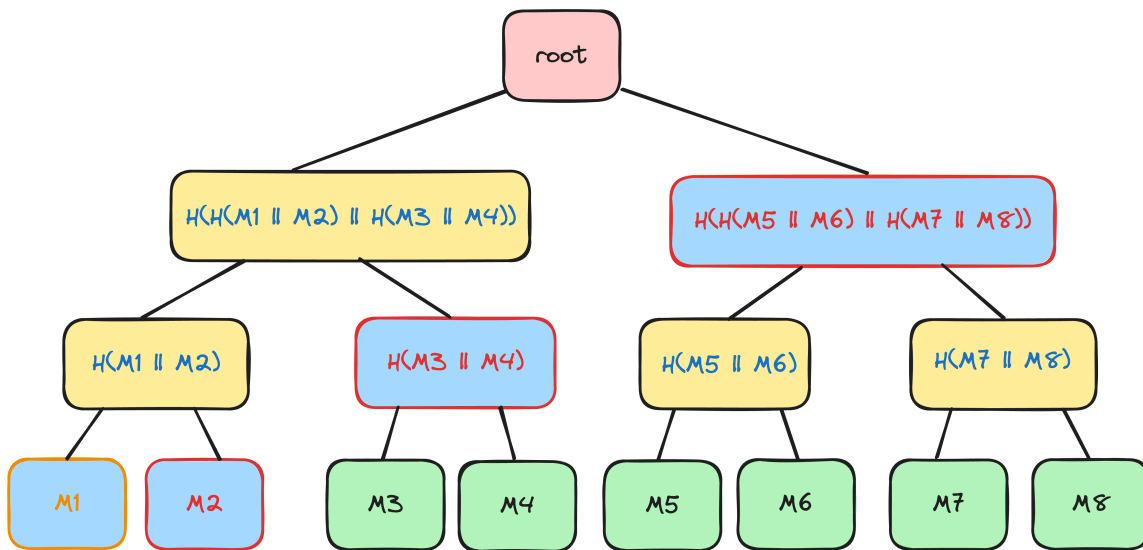 root
H(H(M1 || M2) || H(M3 || M4))
H(H(M5 || M6) || H(M7 || M8))
H(M1 || M2)
H(M3 || M4)
H(M5 || M6)
H(M7 || M8)
M1
M2
M3
M4
M5
M6
M7
M8